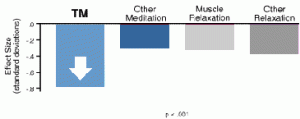 TM
Other Meditation
Muscle Relaxation
Other Relaxation
Effect Size
(standard deviations)
.0
-.2
-.4
-.6
-.8
p < .001